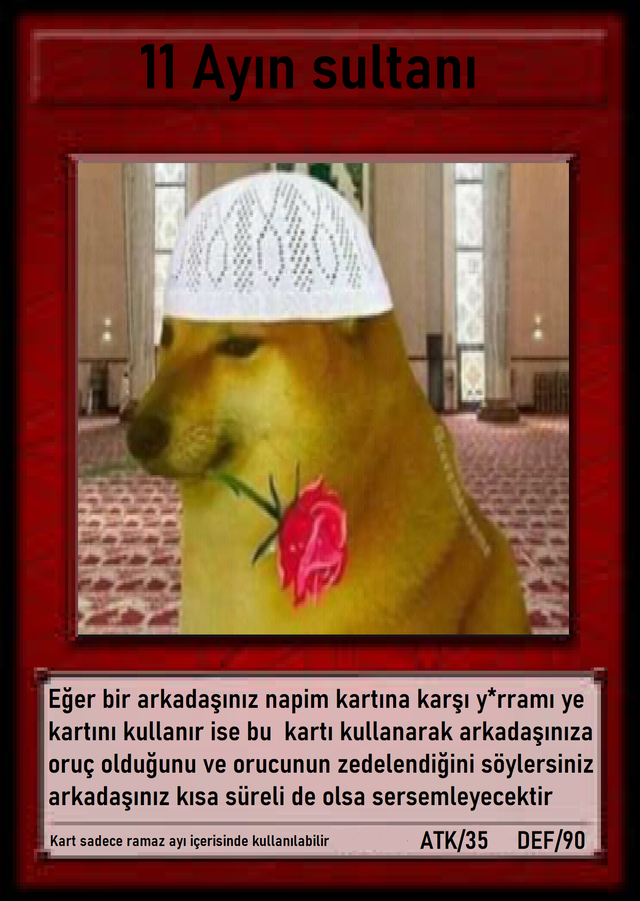 11 Ayın sultanı
Eğer bir arkadaşınız napim kartına karşı y*rramı ye
kartını kullanır ise bu kartı kullanarak arkadaşınıza
oruç olduğunu ve orucunun zedelendiğini söylersiniz
arkadaşınız kısa süreli de olsa sersemleyecektir
Kart sadece ramaz ayı içerisinde kullanılabilir ATK/35 DEF/90